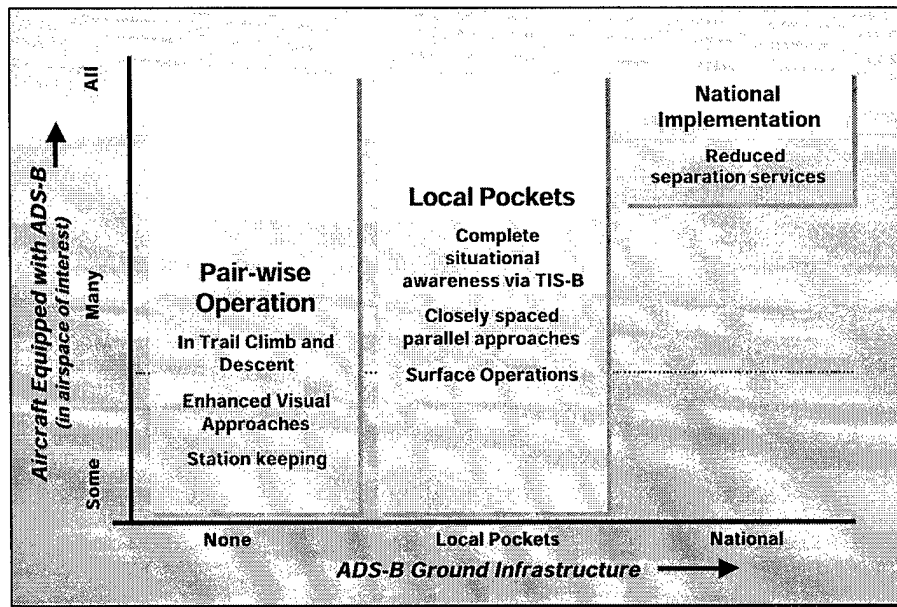 Aircraft Equipped with ADS-B
(in airspace of interest)
All
Many
Some
Pair-wise
Operation
In Trail Climb and
Descent
Enhanced Visual
Approaches
Station keeping
Local Pockets
Complete
situational
awareness via TIS-B
Closely spaced
parallel approaches
Surface Operations
National
Implementation
Reduced
separation services
None
Local Pockets
National
ADS-B Ground Infrastructure